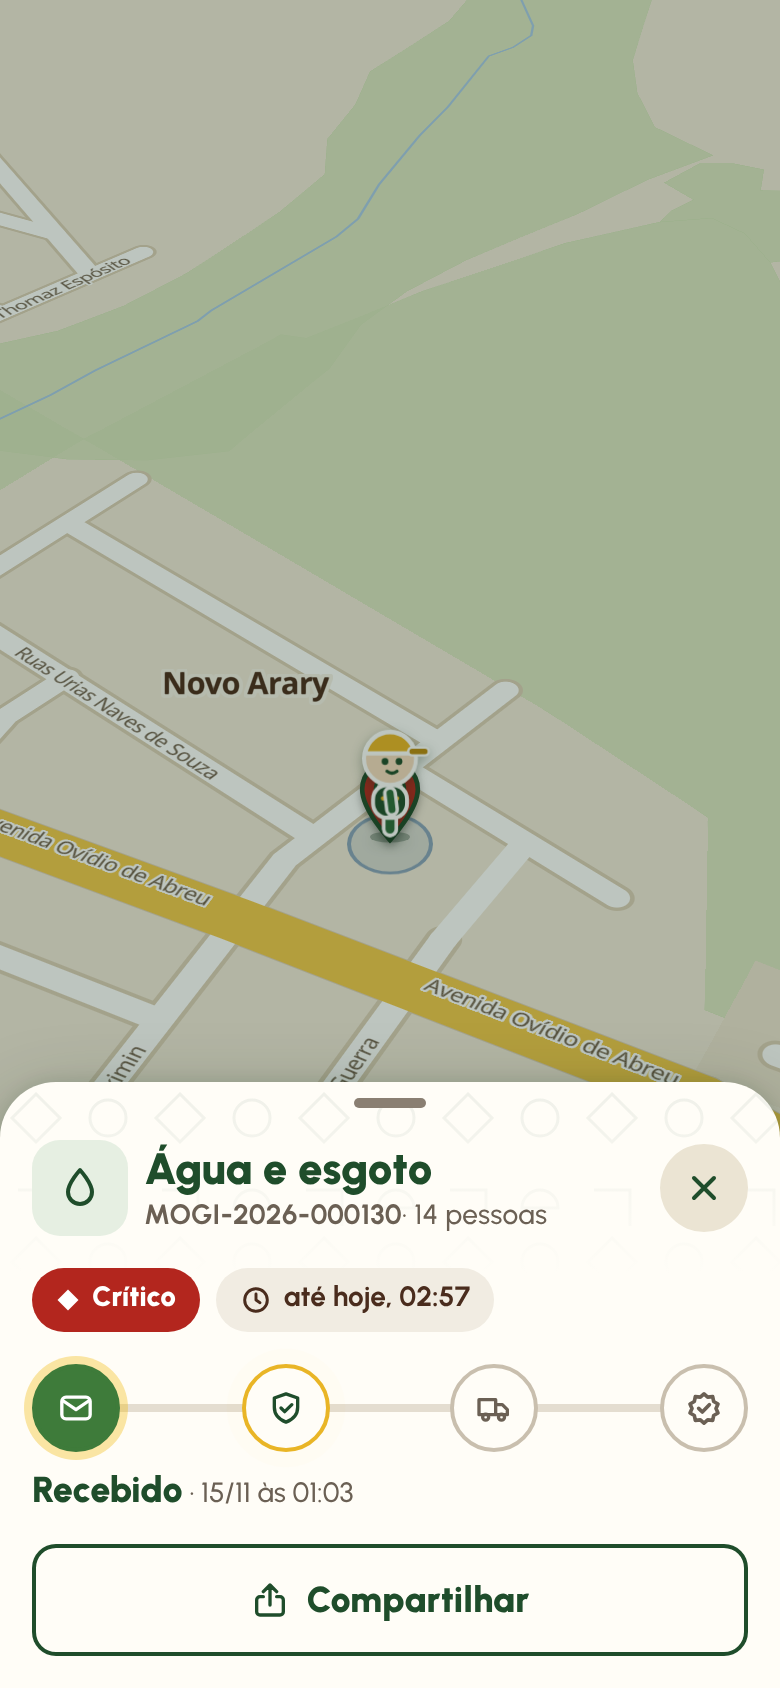 Thomaz Espósito
Novo Arary
Ruas Urias Naves de Souza
Avenida Ovídio de Abreu
Avenida Ovídio de Abreu
Guerra
Água e esgoto
MOGI-2026-000130· 14 pessoas
Crítico
até hoje, 02:57
Recebido · 15/11 às 01:03
Compartilhar